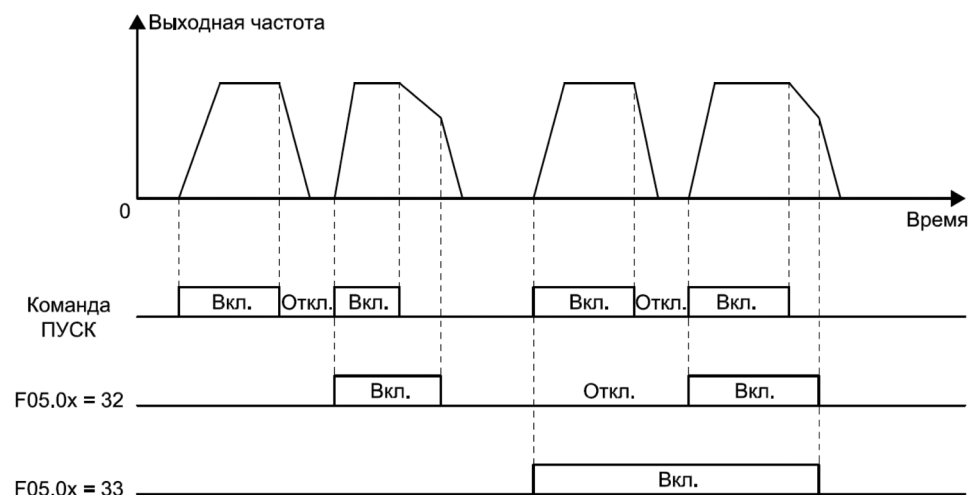 Выходная частота
0
Время
Команда
ПУСК
Вкл. Откл. Вкл. Вкл. Откл. Вкл.
F05.0x = 32
Вкл. Откл. Вкл.
F05.0x = 33
Вкл.